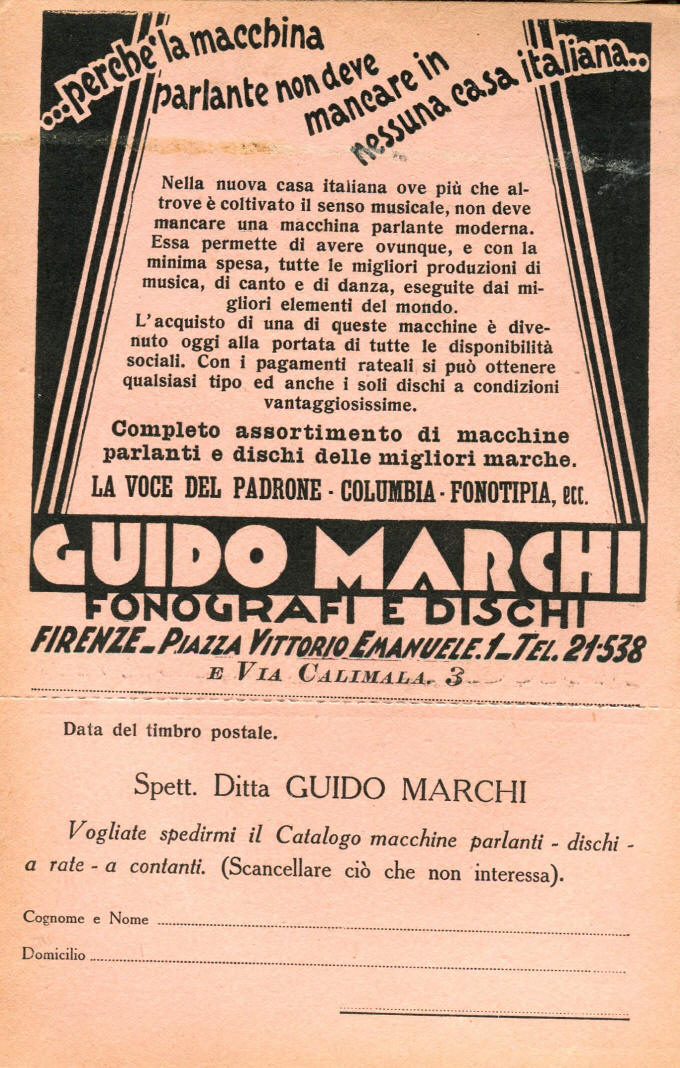 ...perchè la macchina
parlante non deve
mancare in
nessuna casa italiana..
Nella nuova casa italiana ove più che al-
trove è coltivato il senso musicale, non deve
mancare una macchina parlante moderna.
Essa permette di avere ovunque, e con la
minima spesa, tutte le migliori produzioni di
musica, di canto e di danza, eseguite dai mi-
gliori elementi del mondo.
L'acquisto di una di queste macchine è dive-
nuto oggi alla portata di tutte le disponibilità
sociali. Con i pagamenti rateali si può ottenere
qualsiasi tipo ed anche i soli dischi a condizioni
vantaggiosissime.
Completo assortimento di macchine
parlanti e dischi delle migliori marche.
LA VOCE DEL PADRONE - COLUMBIA - FONOTIPIA, ecc.
GUIDO MARCHI
FONOGRAFI E DISCHI
FIRENZE - PIAZZA VITTORIO EMANUELE. 1 - TEL. 21-538
E VIA CALIMALA. 3
Data del timbro postale.
Spett. Ditta GUIDO MARCHI
Vogliate spedirmi il Catalogo macchine parlanti - dischi -
a rate - a contanti. (Scancellare ciò che non interessa).
Cognome e Nome
Domicilio